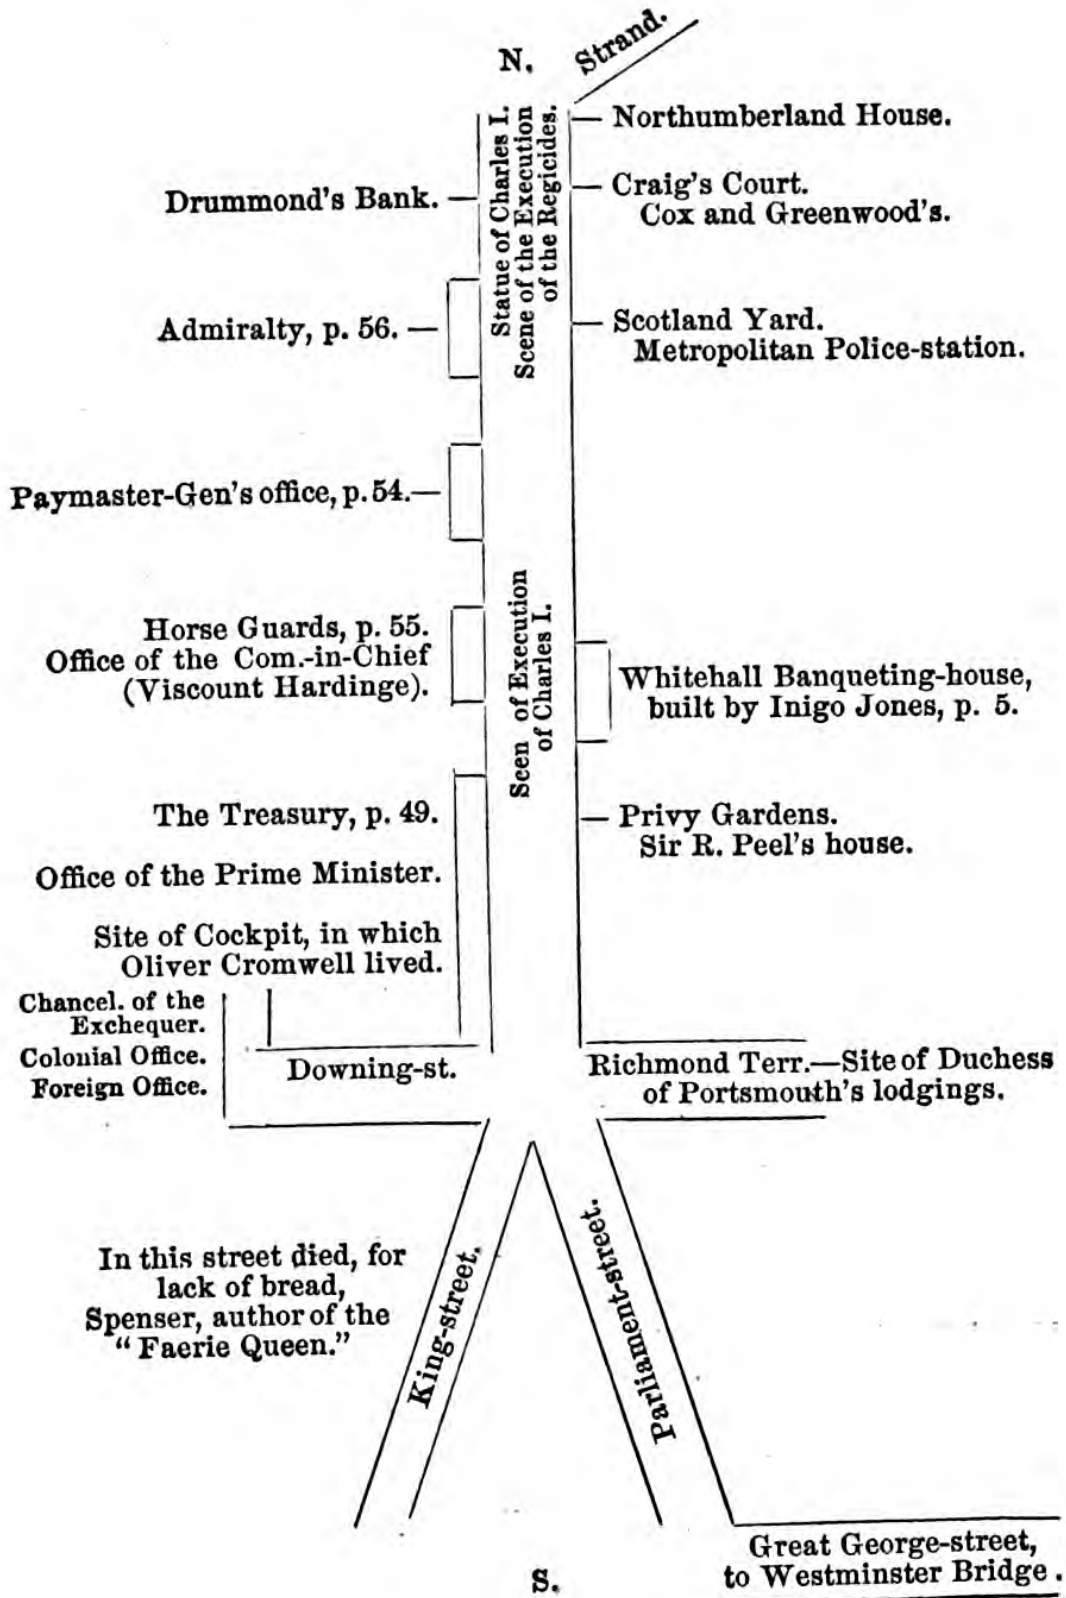 N.
Strand.
Statue of Charles I.
Scene of the Execution
of the Regicides.
Northumberland House.
Drummond's Bank.
Craig's Court.
Cox and Greenwood's.
Admiralty, p. 56.
Scotland Yard.
Metropolitan Police-station.
Paymaster-Gen's office, p. 54.
Seen of Execution
of Charles I.
Horse Guards, p. 55.
Office of the Com.-in-Chief
(Viscount Hardinge).
Whitehall Banqueting-house,
built by Inigo Jones, p. 5.
The Treasury, p. 49.
Office of the Prime Minister.
Site of Cockpit, in which
Oliver Cromwell lived.
Privy Gardens.
Sir R. Peel's house.
Chancel. of the
Exchequer.
Colonial Office.
Foreign Office.
Downing-st.
Richmond Terr.—Site of Duchess
of Portsmouth's lodgings.
In this street died, for
lack of bread,
Spenser, author of the
“Faerie Queen.”
King-street.
Parliament-street.
Great George-street,
to Westminster Bridge.
S.